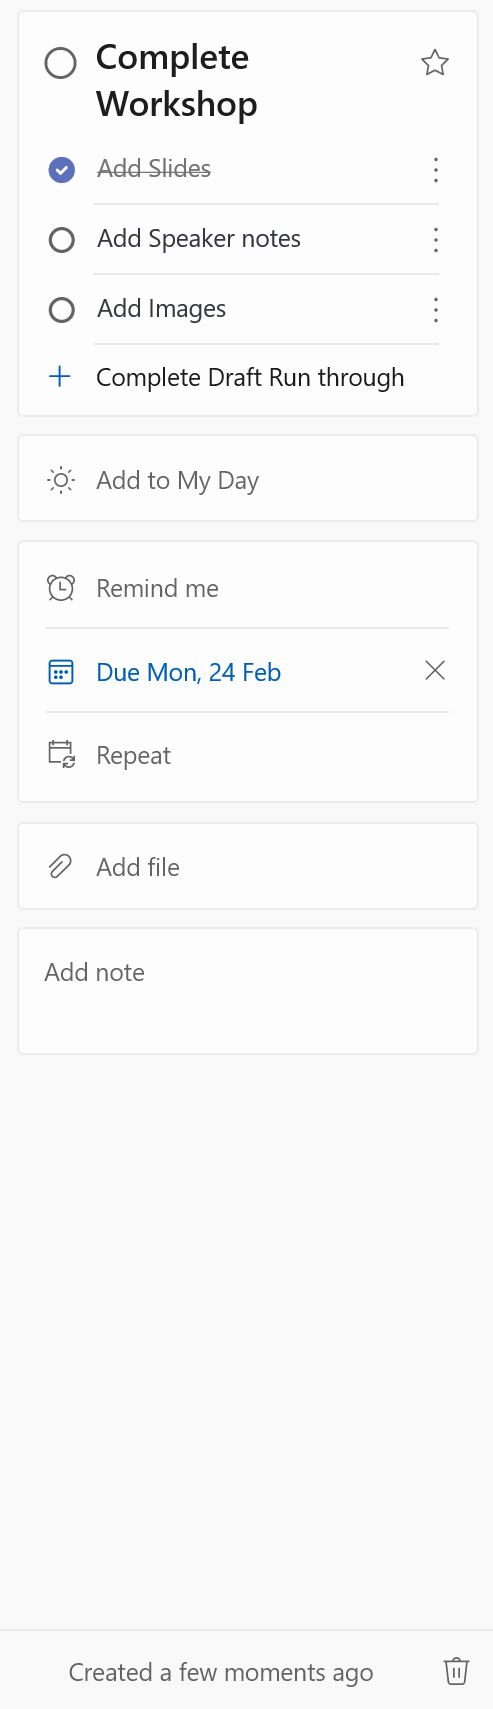 Complete
Workshop
Add Slides
Add Speaker notes
Add Images
Complete Draft Run through
Add to My Day
Remind me
Due Mon, 24 Feb
Repeat
Add file
Add note
Created a few moments ago